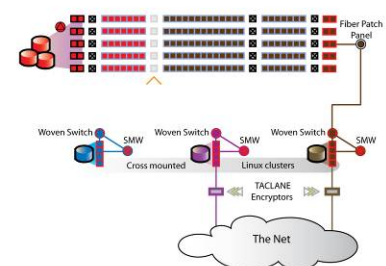 Fiber Patch
Panel
Woven Switch
SMW
Woven Switch
SMW
Woven Switch
SMW
Cross mounted
Linux clusters
TACLANE
Encryptors
The Net